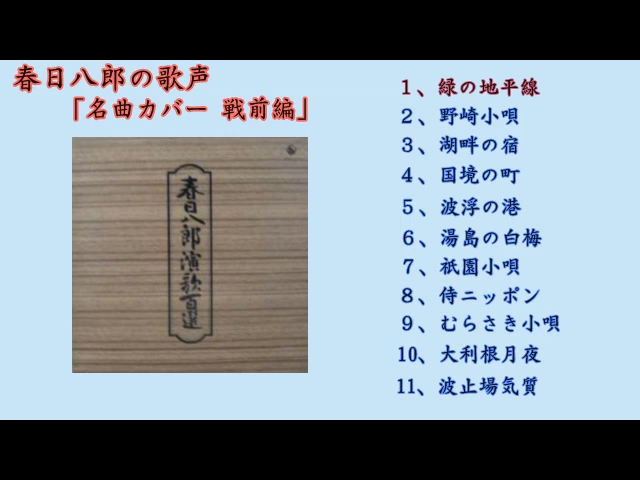 春日八郎の歌声
「名曲カバー 戦前編」
春日八郎演歌百選
1、緑の地平線
2、野崎小唄
3、湖畔の宿
4、国境の町
5、波浮の港
6、湯島の白梅
7、祇園小唄
8、侍ニッポン
9、むらさき小唄
10、大利根月夜
11、波止場気質